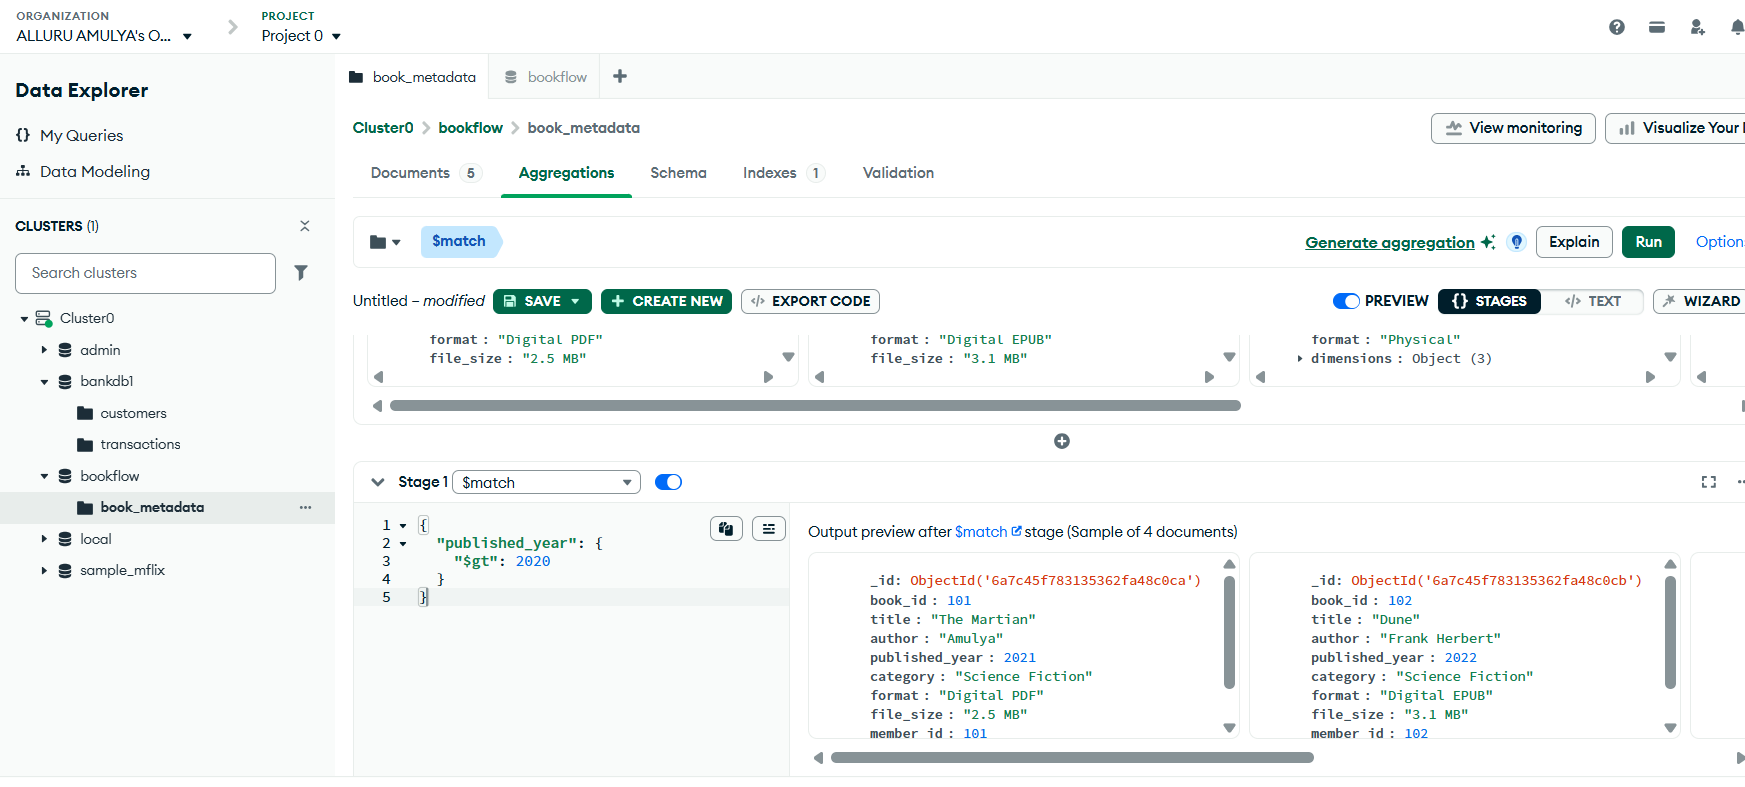 ORGANIZATION
ALLURU AMULYA's O...
PROJECT
Project 0
Data Explorer
My Queries
Data Modeling
CLUSTERS (1)
Search clusters
Cluster0
admin
bankdb1
customers
transactions
bookflow
book_metadata
local
sample_mflix
book_metadata
bookflow
Cluster0 > bookflow > book_metadata
View monitoring
Visualize Your
Documents 5
Aggregations
Schema
Indexes 1
Validation
$match
Generate aggregation
Explain
Run
Option
Untitled – modified
SAVE
+ CREATE NEW
</> EXPORT CODE
PREVIEW
{} STAGES
</> TEXT
WIZARD
format : "Digital PDF"
file_size : "2.5 MB"
format : "Digital EPUB"
file_size : "3.1 MB"
format : "Physical"
dimensions : Object (3)
Stage 1 $match
1 {
2 "published_year": {
3 "$gt": 2020
4 }
5 }
Output preview after $match stage (Sample of 4 documents)
_id: ObjectId('6a7c45f783135362fa48c0ca')
book_id : 101
title : "The Martian"
author : "Amulya"
published_year : 2021
category : "Science Fiction"
format : "Digital PDF"
file_size : "2.5 MB"
member_id : 101
_id: ObjectId('6a7c45f783135362fa48c0cb')
book_id : 102
title : "Dune"
author : "Frank Herbert"
published_year : 2022
category : "Science Fiction"
format : "Digital EPUB"
file_size : "3.1 MB"
member_id : 102